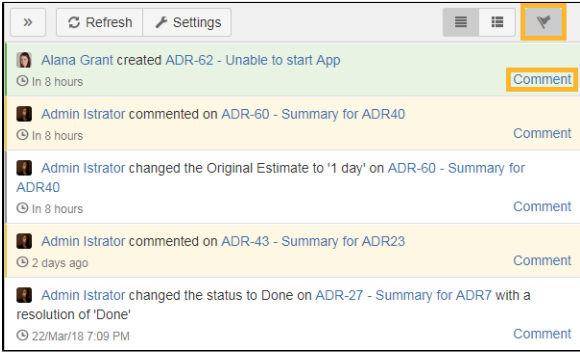 » Refresh Settings
Alana Grant created ADR-62 - Unable to start App
In 8 hours Comment
Admin Istrator commented on ADR-60 - Summary for ADR40
In 8 hours Comment
Admin Istrator changed the Original Estimate to '1 day' on ADR-60 - Summary for
ADR40
In 8 hours Comment
Admin Istrator commented on ADR-43 - Summary for ADR23
2 days ago Comment
Admin Istrator changed the status to Done on ADR-27 - Summary for ADR7 with a
resolution of 'Done'
22/Mar/18 7:09 PM Comment